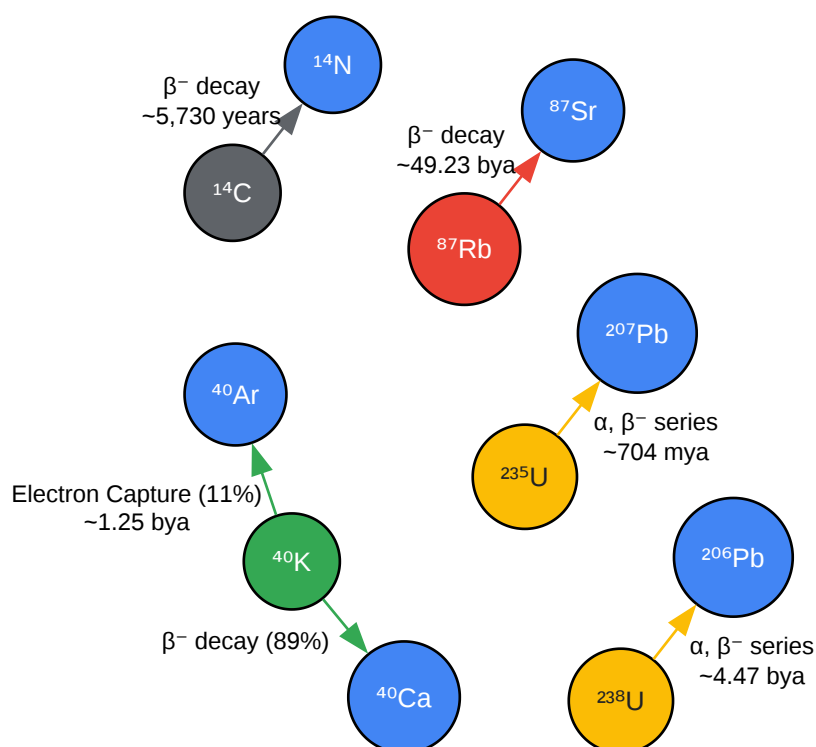 ¹⁴N
β⁻ decay
~5,730 years
¹⁴C
⁸⁷Sr
β⁻ decay
~49.23 bya
⁸⁷Rb
²⁰⁷Pb
α, β⁻ series
~704 mya
²³⁵U
⁴⁰Ar
Electron Capture (11%)
~1.25 bya
⁴⁰K
β⁻ decay (89%)
⁴⁰Ca
²⁰⁶Pb
α, β⁻ series
~4.47 bya
²³⁸U